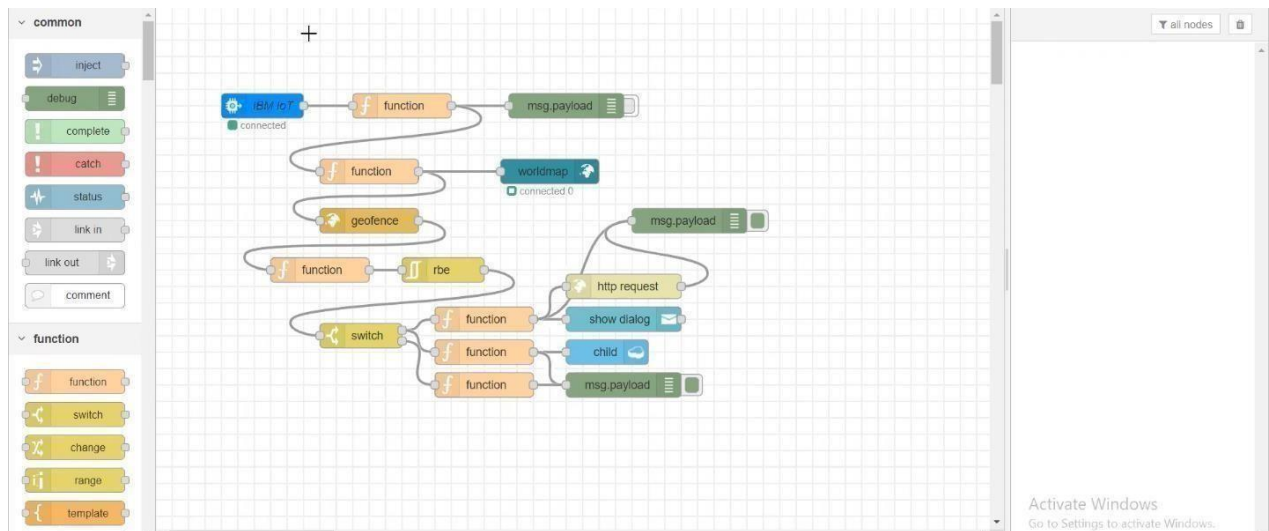 common
inject
debug
complete
catch
status
link in
link out
comment
function
function
switch
change
range
template
IBM IoT
function
msg.payload
connected
function
worldmap
connected 0
geofence
msg.payload
function
rbe
http request
function
show dialog
switch
function
child
function
msg.payload
all nodes
Activate Windows
Go to Settings to activate Windows.